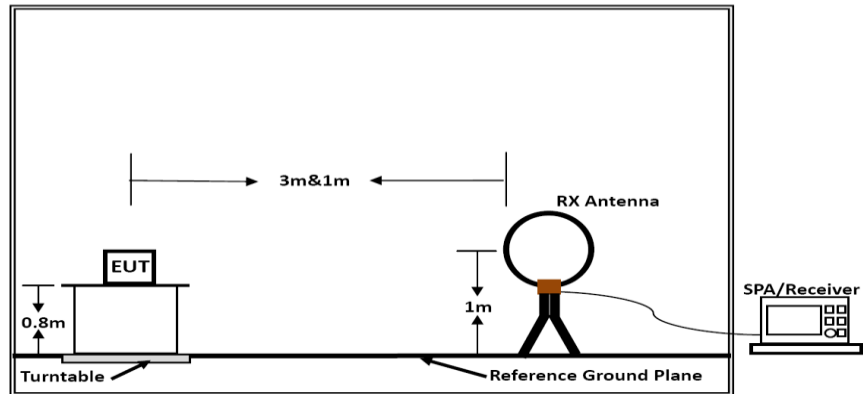 3m&1m
RX Antenna
EUT
SPA/Receiver
0.8m
1m
Turntable
Reference Ground Plane